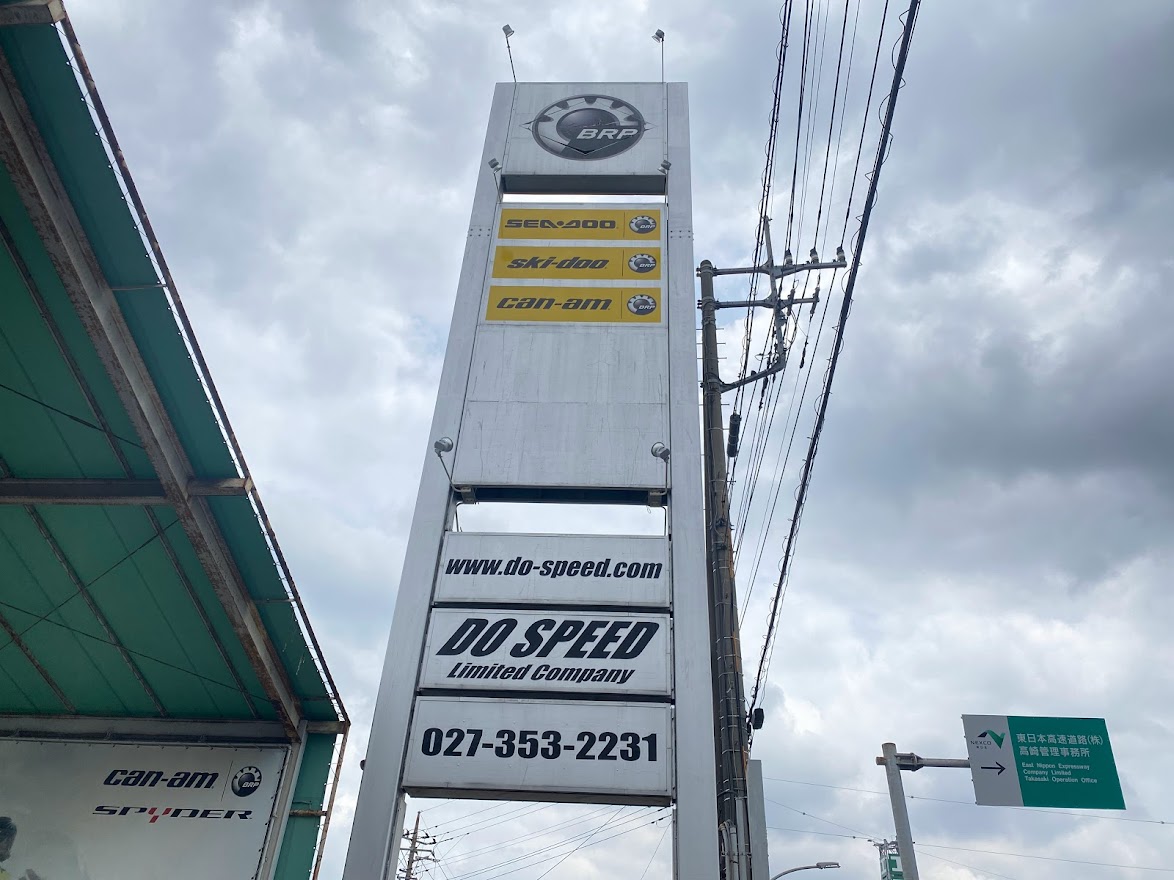 BRP
SEA-DOO BRP
ski-doo BRP
can-am BRP
www.do-speed.com
DO SPEED
Limited Company
027-353-2231
can-am BRP
SPYDER
NEXCO
東日本高速道路(株)
高崎管理事務所
East Nippon Expressway
Company Limited
Takasaki Operation Office